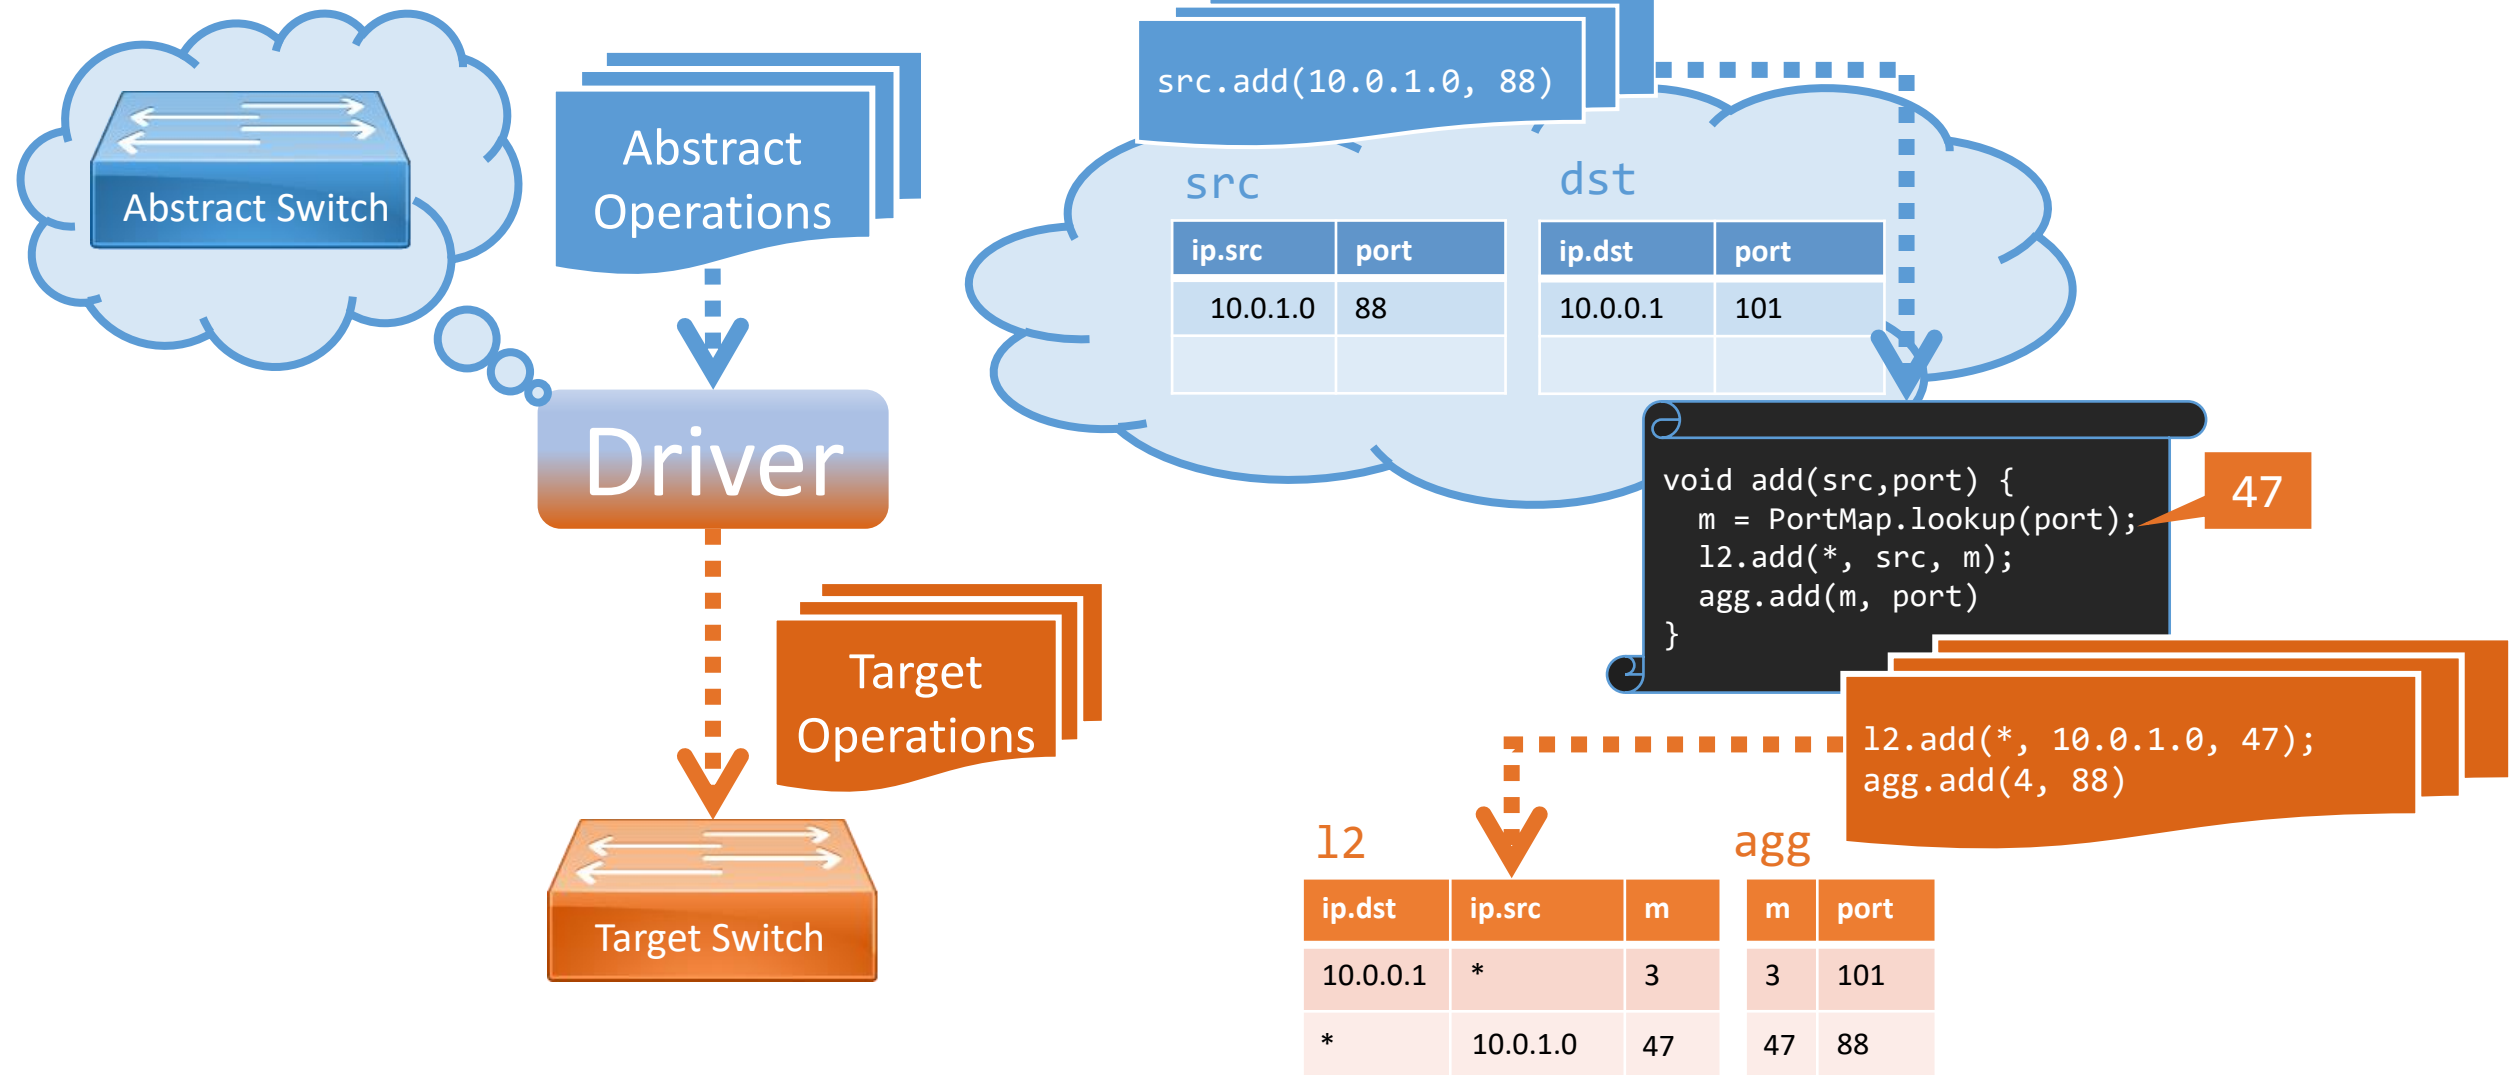 Abstract Switch
Abstract
Operations
Driver
Target
Operations
Target Switch
src.add(10.0.1.0, 88)
src
ip.src port
10.0.1.0 88
dst
ip.dst port
10.0.0.1 101
void add(src,port) {
m = PortMap.lookup(port);
l2.add(*, src, m);
agg.add(m, port)
}
47
l2.add(*, 10.0.1.0, 47);
agg.add(4, 88)
l2
ip.dst ip.src m
10.0.0.1 * 3
* 10.0.1.0 47
agg
m port
3 101
47 88